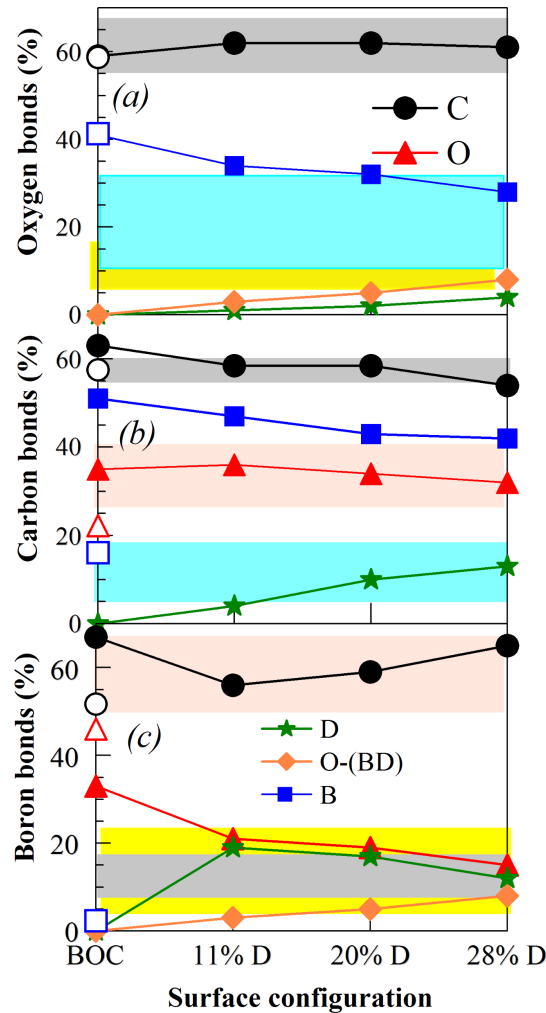 Oxygen bonds (%)
60
40
20
0
(a)
C
O
Carbon bonds (%)
60
40
20
0
(b)
Boron bonds (%)
60
40
20
0
(c)
D
O-(BD)
B
BOC 11% D 20% D 28% D
Surface configuration